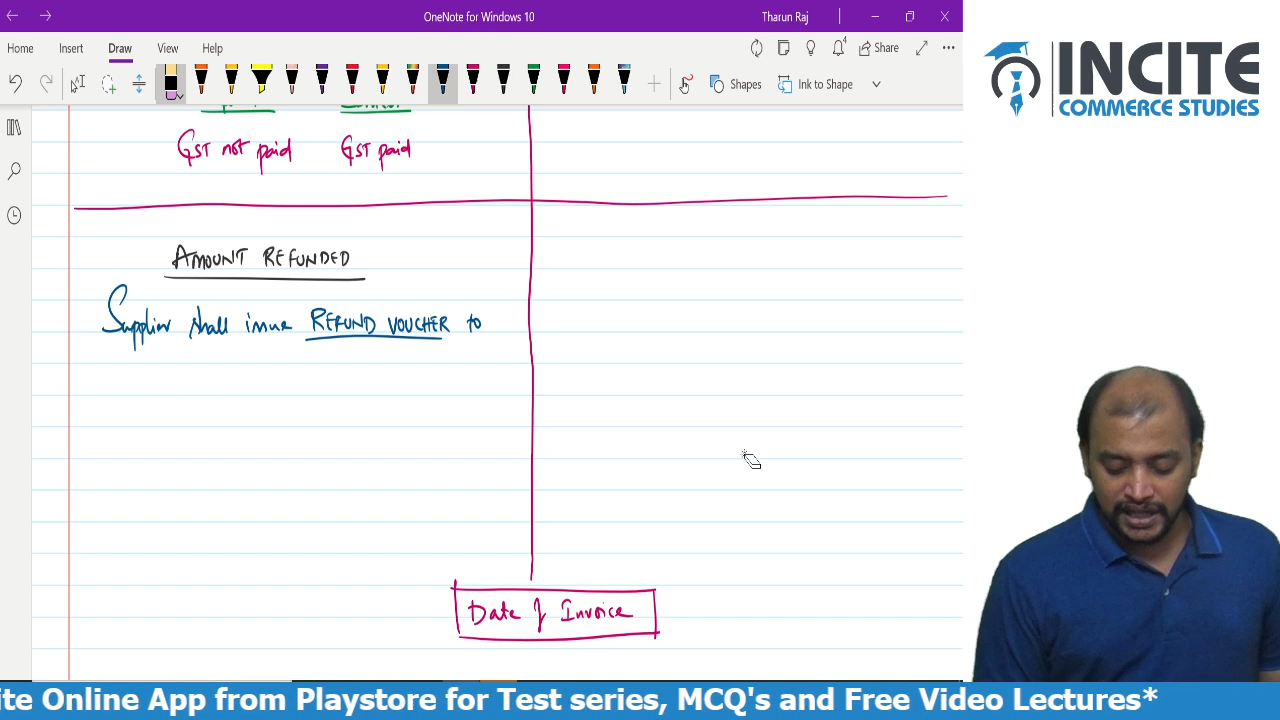 OneNote for Windows 10
Tharun Raj
Home Insert Draw View Help
4
Share
Shapes
Ink to Shape
INCITE
COMMERCE STUDIES
GST not paid GST paid
AMOUNT REFUNDED
Supplier shall issue REFUND VOUCHER to
Date of Invoice
ite Online App from Playstore for Test series, MCQ's and Free Video Lectures*